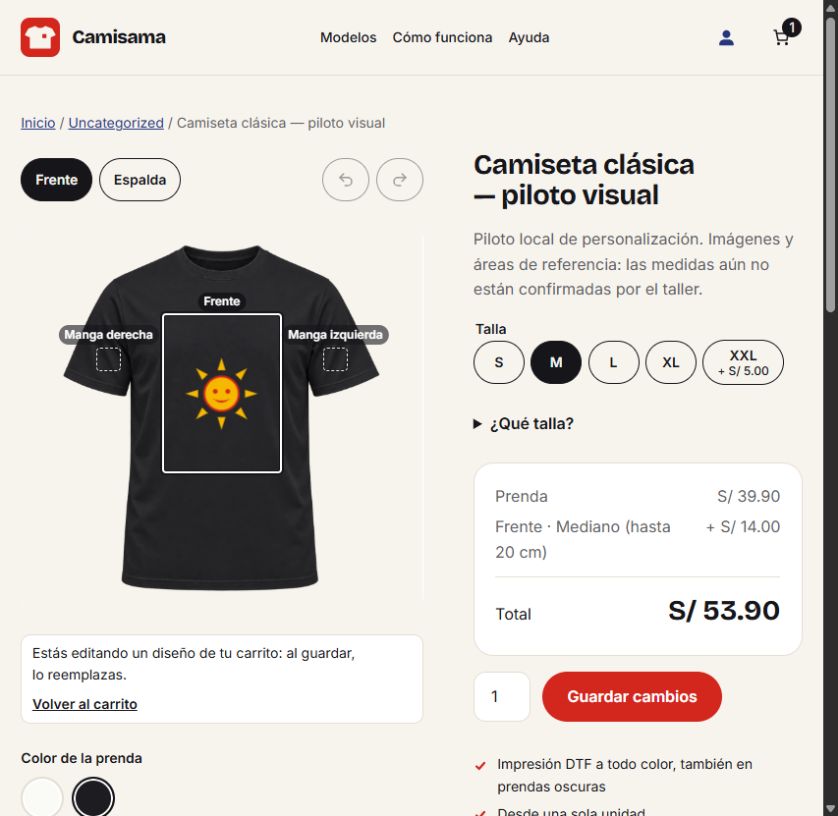 Camisama
Modelos Cómo funciona Ayuda
1
Inicio / Uncategorized / Camiseta clásica — piloto visual
Frente Espalda
Frente
Manga derecha
Manga izquierda
Estás editando un diseño de tu carrito: al guardar,
lo reemplazas.
Volver al carrito
Color de la prenda
Camiseta clásica
— piloto visual
Piloto local de personalización. Imágenes y
áreas de referencia: las medidas aún no
están confirmadas por el taller.
Talla
S M L XL XXL
+ S/ 5.00
¿Qué talla?
Prenda S/ 39.90
Frente · Mediano (hasta + S/ 14.00
20 cm)
Total S/ 53.90
1 Guardar cambios
Impresión DTF a todo color, también en
prendas oscuras
Desde una sola unidad